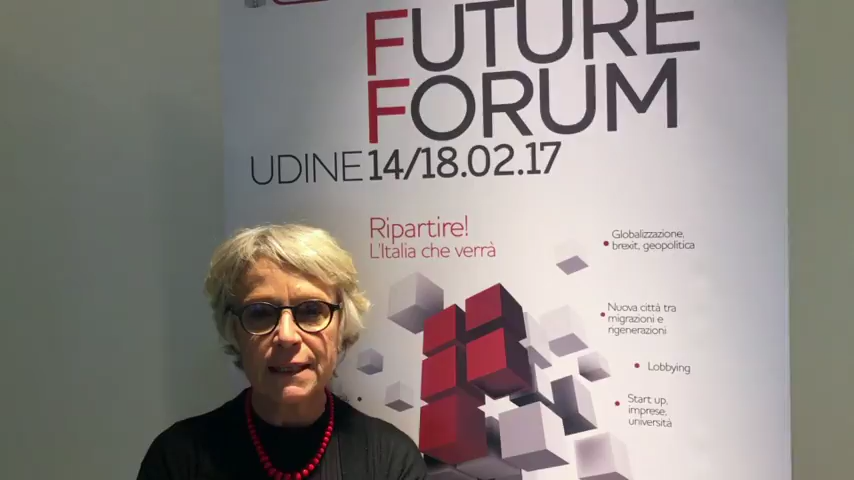 FUTURE
FORUM
UDINE 14/18.02.17
Ripartire!
L'Italia che verrà
Globalizzazione,
brexit, geopolitica
Nuova città tra
migrazioni e
rigenerazioni
Lobbying
Start up,
imprese,
università